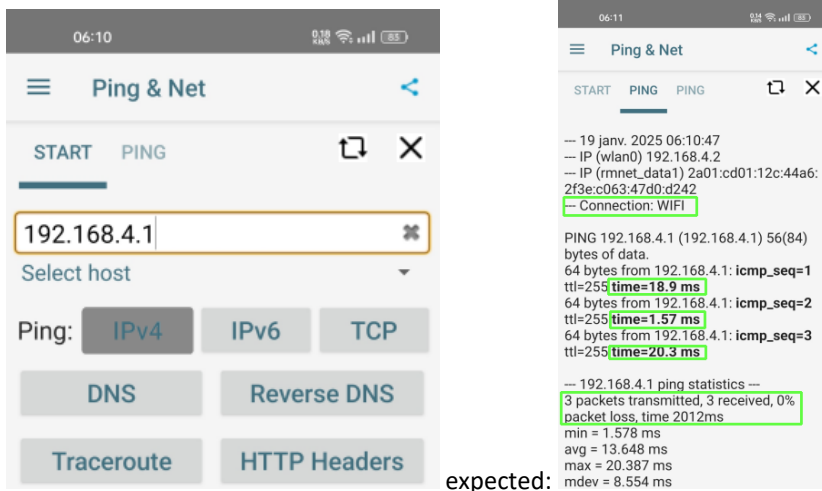 06:10
0.18 KB/S
85
Ping & Net
START PING
192.168.4.1
Select host
Ping: IPv4 IPv6 TCP
DNS Reverse DNS
Traceroute HTTP Headers
expected:
06:11
KB/S
Ping & Net
START PING PING
--- 19 janv. 2025 06:10:47
--- IP (wlan0) 192.168.4.2
--- IP (rmnet_data1) 2a01:cd01:12c:44a6:
2f3e:c063:47d0:d242
--- Connection: WIFI
PING 192.168.4.1 (192.168.4.1) 56(84)
bytes of data.
64 bytes from 192.168.4.1: icmp_seq=1
ttl=255 time=18.9 ms
64 bytes from 192.168.4.1: icmp_seq=2
ttl=255 time=1.57 ms
64 bytes from 192.168.4.1: icmp_seq=3
ttl=255 time=20.3 ms
--- 192.168.4.1 ping statistics ---
3 packets transmitted, 3 received, 0%
packet loss, time 2012ms
min = 1.578 ms
avg = 13.648 ms
max = 20.387 ms
mdev = 8.554 ms